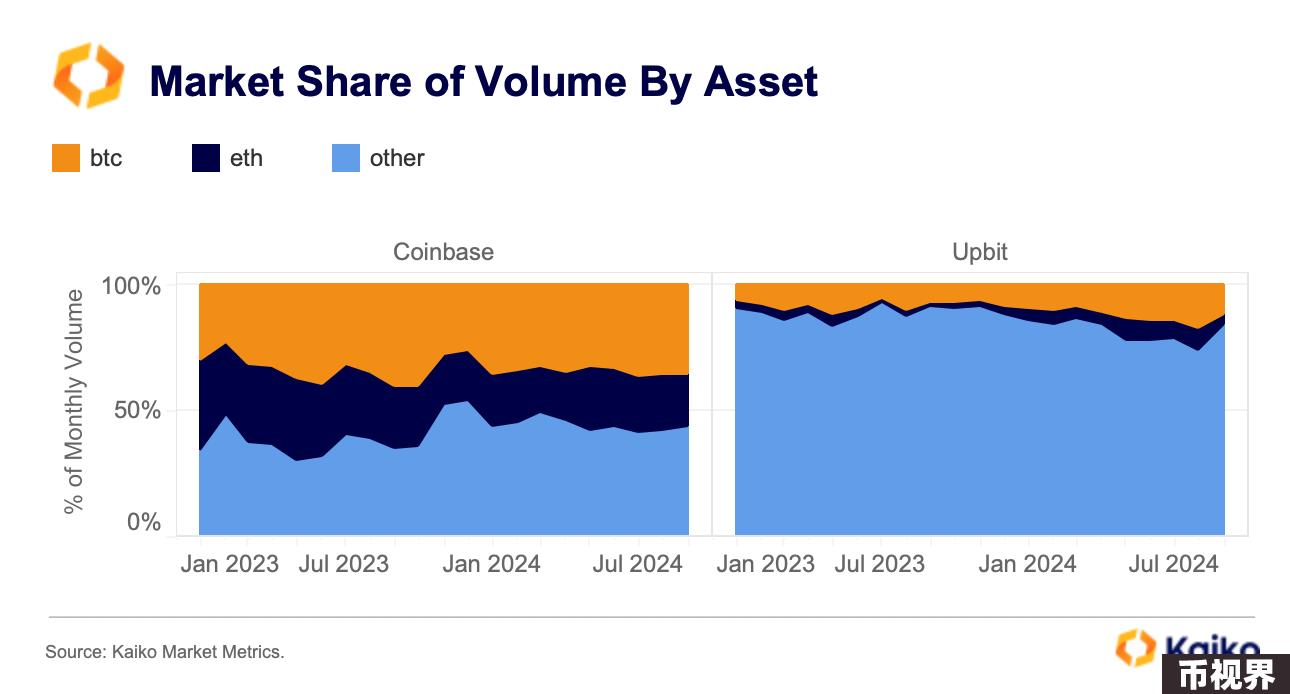 Market Share of Volume By Asset
btc eth other
Coinbase Upbit
% of Monthly Volume
100%
50%
0%
Jan 2023 Jul 2023 Jan 2024 Jul 2024 Jan 2023 Jul 2023 Jan 2024 Jul 2024
Source: Kaiko Market Metrics.
Kaiko
币视界